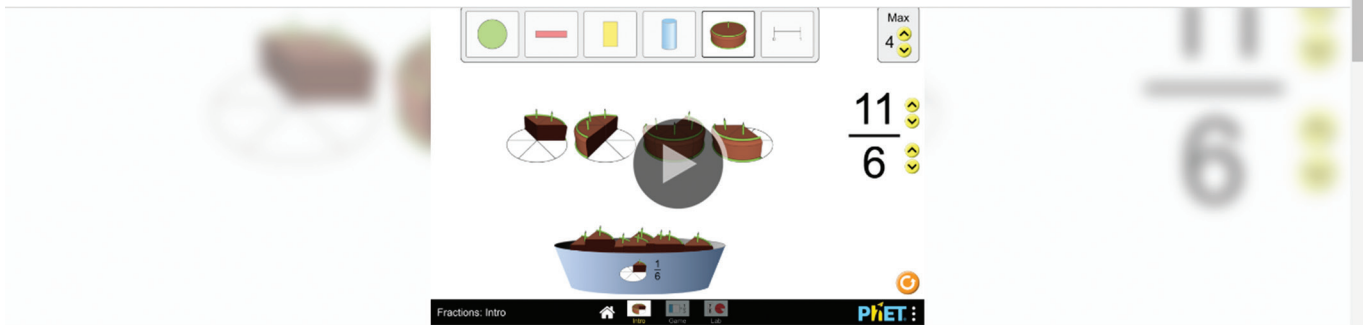 Max
4
11
6
1
6
Fractions: Intro
Intro
Game
Lab
PhET